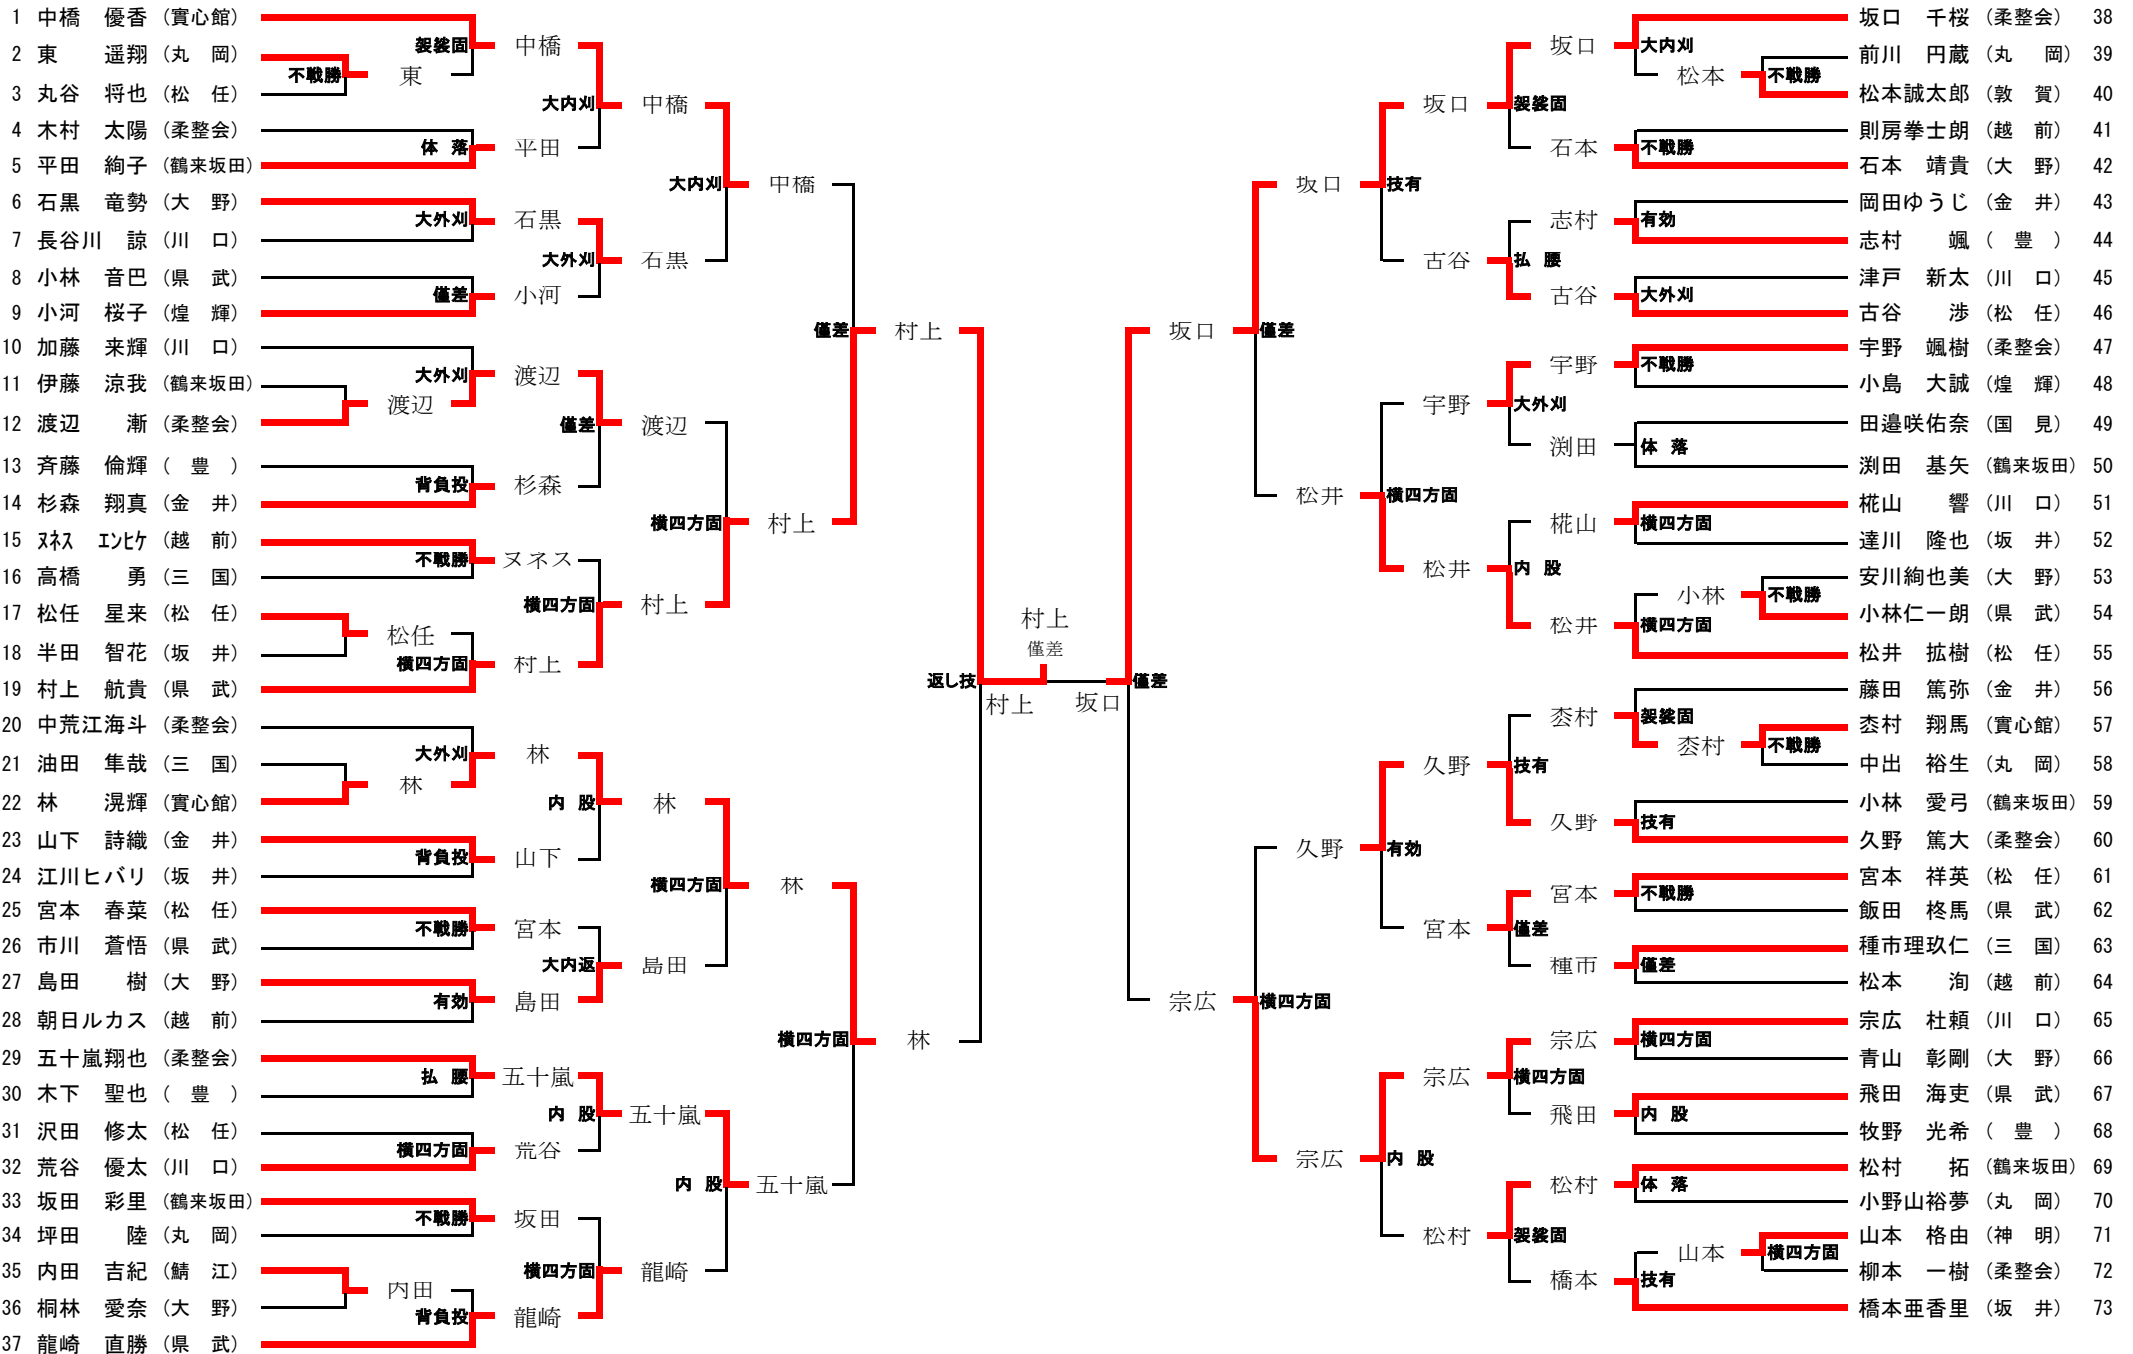 1 中橋 優香 (實心館)
2 東 遥翔 (丸 岡)
3 丸谷 将也 (松 任)
4 木村 太陽 (柔整会)
5 平田 絢子 (鶴来坂田)
6 石黒 竜勢 (大 野)
7 長谷川 諒 (川 口)
8 小林 音巴 (県 武)
9 小河 桜子 (煌 輝)
10 加藤 来輝 (川 口)
11 伊藤 涼我 (鶴来坂田)
12 渡辺 漸 (柔整会)
13 斉藤 倫輝 ( 豊 )
14 杉森 翔真 (金 井)
15 ヌネス エンヒケ (越 前)
16 高橋 勇 (三 国)
17 松任 星来 (松 任)
18 半田 智花 (坂 井)
19 村上 航貴 (県 武)
20 中荒江海斗 (柔整会)
21 油田 隼哉 (三 国)
22 林 滉輝 (實心館)
23 山下 詩織 (金 井)
24 江川ヒバリ (坂 井)
25 宮本 春菜 (松 任)
26 市川 蒼悟 (県 武)
27 島田 樹 (大 野)
28 朝日ルカス (越 前)
29 五十嵐翔也 (柔整会)
30 木下 聖也 ( 豊 )
31 沢田 修太 (松 任)
32 荒谷 優太 (川 口)
33 坂田 彩里 (鶴来坂田)
34 坪田 陸 (丸 岡)
35 内田 吉紀 (鯖 江)
36 桐林 愛奈 (大 野)
37 龍崎 直勝 (県 武)
不戦勝 東
渡辺
松任
林
内田
袈裟固 中橋
体 落 平田
大外刈 石黒
僅差 小河
大外刈 渡辺
背負投 杉森
不戦勝 ヌネス
横四方固 村上
大外刈 林
背負投 山下
不戦勝 宮本
有効 島田
払 腰 五十嵐
横四方固 荒谷
不戦勝 坂田
背負投 龍崎
大内刈 中橋
大外刈 石黒
僅差 渡辺
横四方固 村上
内 股 林
大内返 島田
内 股 五十嵐
横四方固 龍崎
大内刈 中橋
横四方固 村上
横四方固 林
内 股 五十嵐
僅差 村上
横四方固 林
返し技 村上
村上
僅差
坂口 僅差
坂口 僅差
宗広 横四方固
坂口 技有
松井 横四方固
久野 有効
宗広 内 股
坂口 袈裟固
古谷 払 腰
宇野 大外刈
松井 内 股
久野 技有
宮本 僅差
宗広 横四方固
松村 袈裟固
坂口 大内刈
石本 不戦勝
志村 有効
古谷 大外刈
宇野 不戦勝
渕田 体 落
椛山 横四方固
松井 横四方固
枩村 袈裟固
久野 技有
宮本 不戦勝
種市 僅差
宗広 横四方固
飛田 内 股
松村 体 落
橋本 技有
松本 不戦勝
小林 不戦勝
枩村 不戦勝
山本 横四方固
坂口 千桜 (柔整会) 38
前川 円蔵 (丸 岡) 39
松本誠太郎 (敦 賀) 40
則房拳士朗 (越 前) 41
石本 靖貴 (大 野) 42
岡田ゆうじ (金 井) 43
志村 颯 ( 豊 ) 44
津戸 新太 (川 口) 45
古谷 渉 (松 任) 46
宇野 颯樹 (柔整会) 47
小島 大誠 (煌 輝) 48
田邉咲佑奈 (国 見) 49
渕田 基矢 (鶴来坂田) 50
椛山 響 (川 口) 51
達川 隆也 (坂 井) 52
安川絢也美 (大 野) 53
小林仁一朗 (県 武) 54
松井 拡樹 (松 任) 55
藤田 篤弥 (金 井) 56
枩村 翔馬 (實心館) 57
中出 裕生 (丸 岡) 58
小林 愛弓 (鶴来坂田) 59
久野 篤大 (柔整会) 60
宮本 祥英 (松 任) 61
飯田 柊馬 (県 武) 62
種市理玖仁 (三 国) 63
松本 洵 (越 前) 64
宗広 杜頼 (川 口) 65
青山 彰剛 (大 野) 66
飛田 海吏 (県 武) 67
牧野 光希 ( 豊 ) 68
松村 拓 (鶴来坂田) 69
小野山裕夢 (丸 岡) 70
山本 格由 (神 明) 71
柳本 一樹 (柔整会) 72
橋本亜香里 (坂 井) 73